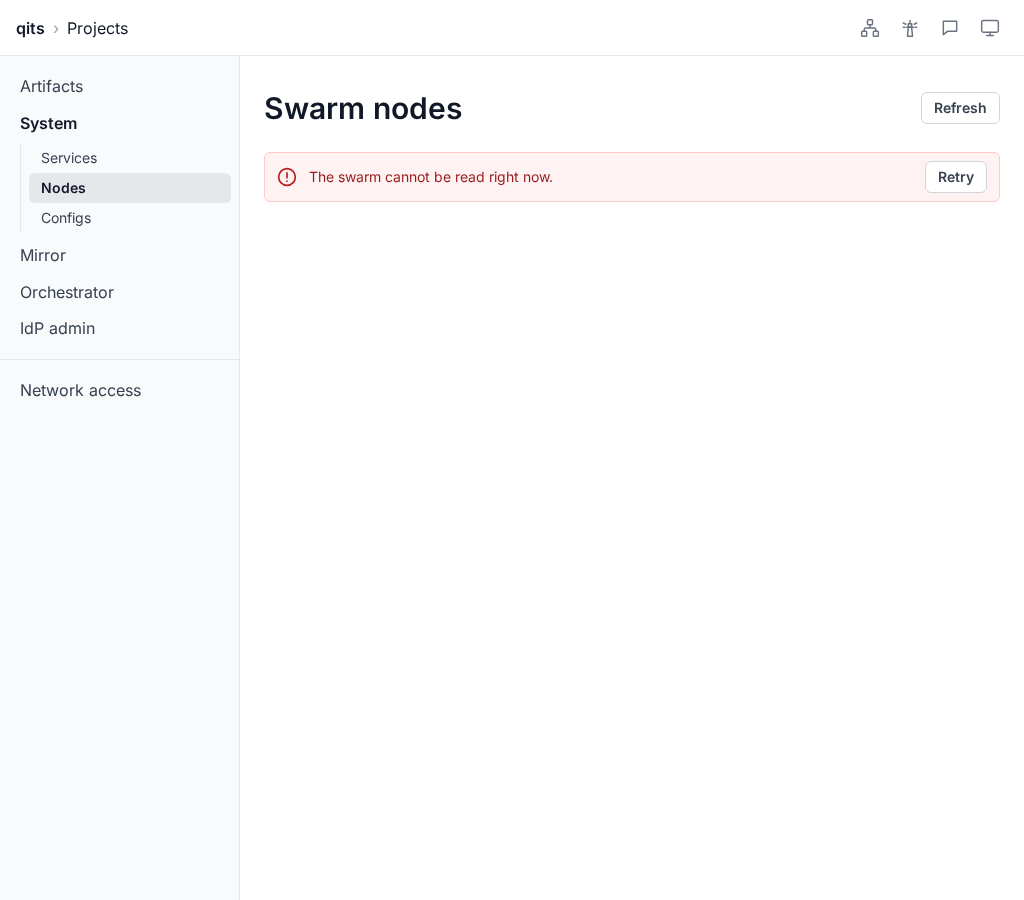 qits › Projects
Artifacts
System
Services
Nodes
Configs
Mirror
Orchestrator
IdP admin
Network access
Swarm nodes
Refresh
The swarm cannot be read right now.
Retry